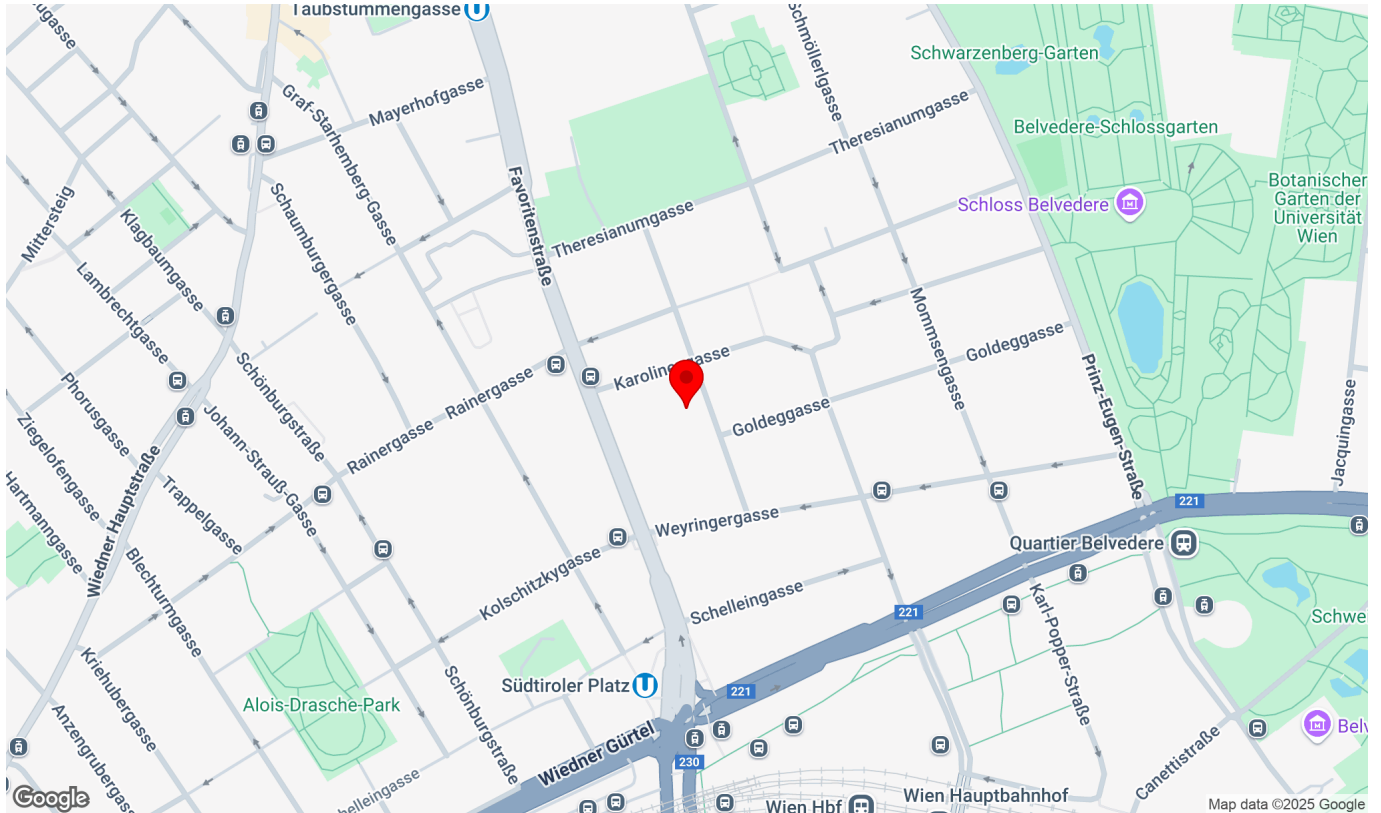 Taubstummengasse
ugasse
Schmöllerlgasse
Schwarzenberg-Garten
Graf-Starhemberg-Gasse
Mayerhofgasse
Theresianumgasse
Belvedere-Schlossgarten
Mittersteig
Klagbaumgasse
Schaumburgergasse
Favoritenstraße
Theresianumgasse
Schloss Belvedere
Botanischer
Garten der
Universität
Wien
Lambrechtgasse
Mommsengasse
Goldeggasse
Phorusgasse
Schönburgstraße
Rainergasse
Karolinengasse
Prinz-Eugen-Straße
Ziegelofengasse
Johann-Strauß-Gasse
Rainergasse
Goldeggasse
Jacquingasse
Hartmanngasse
Wiedner Hauptstraße
Trappelgasse
Weyringergasse
221
Quartier Belvedere
Blechturmgasse
Kolschitzkygasse
Schelleingasse
221
Karl-Popper-Straße
Schwei
Kriehubergasse
Alois-Drasche-Park
Schönburgstraße
Südtiroler Platz
221
Anzengrubergasse
Wiedner Gürtel
230
Canettistraße
Belv
helleingasse
Wien Hbf
Wien Hauptbahnhof
Google
Map data ©2025 Google